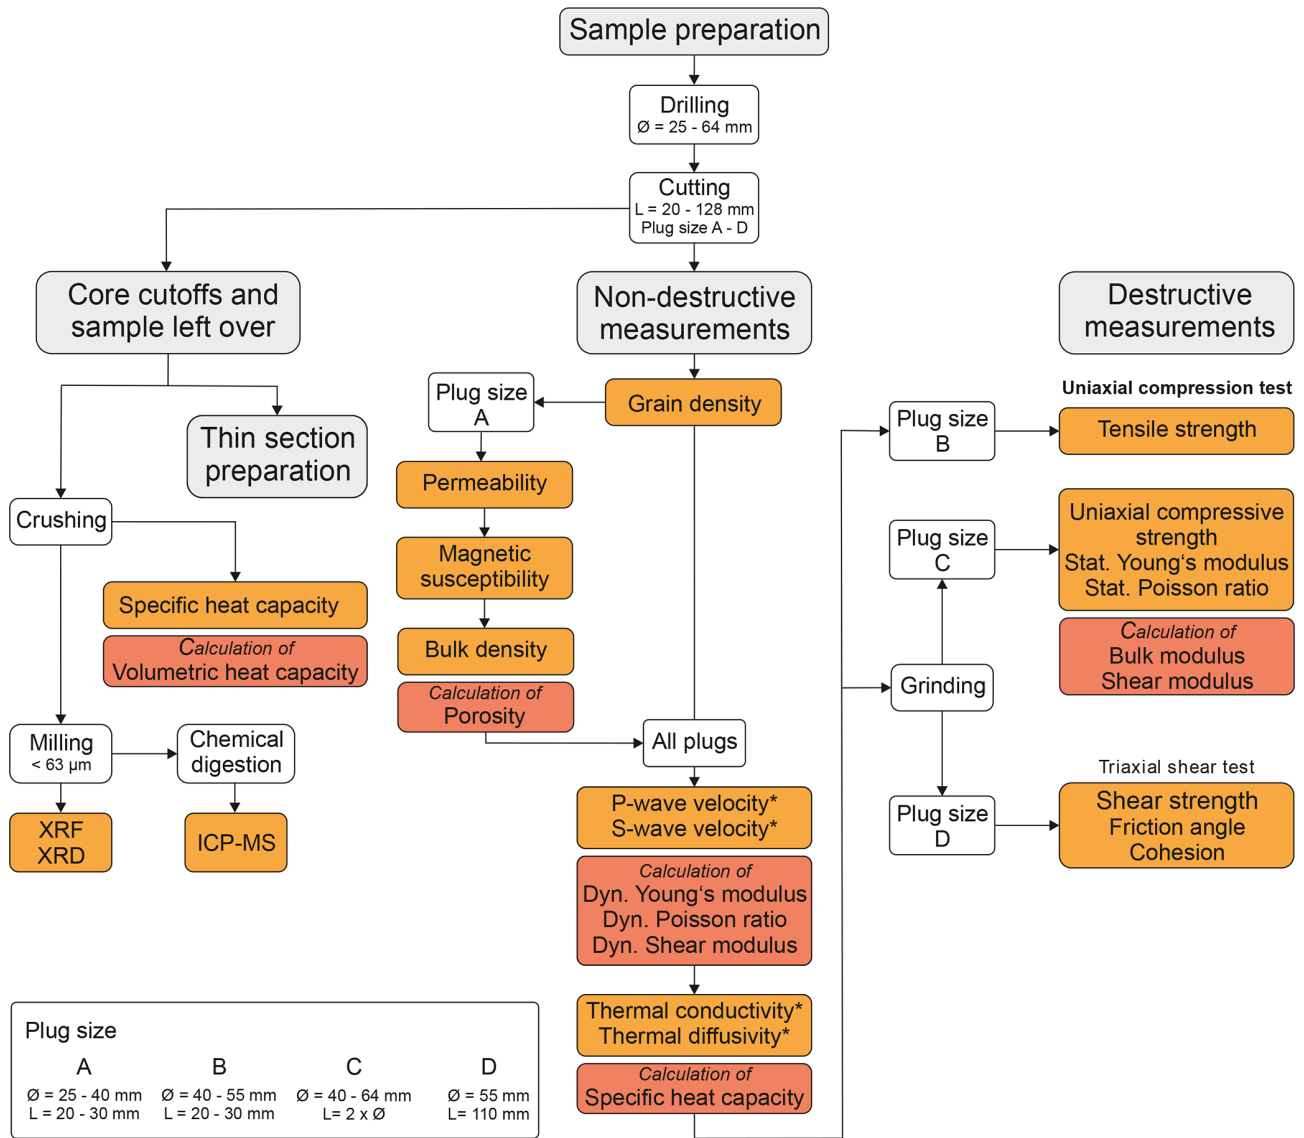 Sample preparation
Drilling
Ø = 25 - 64 mm
Cutting
L = 20 - 128 mm
Plug size A - D
Core cutoffs and
sample left over
Thin section
preparation
Crushing
Specific heat capacity
Calculation of
Volumetric heat capacity
Milling
< 63 µm
Chemical
digestion
XRF
XRD
ICP-MS
Non-destructive
measurements
Grain density
Plug size
A
Permeability
Magnetic
susceptibility
Bulk density
Calculation of
Porosity
All plugs
P-wave velocity*
S-wave velocity*
Calculation of
Dyn. Young‘s modulus
Dyn. Poisson ratio
Dyn. Shear modulus
Thermal conductivity*
Thermal diffusivity*
Calculation of
Specific heat capacity
Destructive
measurements
Uniaxial compression test
Plug size
B
Tensile strength
Plug size
C
Uniaxial compressive
strength
Stat. Young‘s modulus
Stat. Poisson ratio
Calculation of
Bulk modulus
Shear modulus
Grinding
Triaxial shear test
Plug size
D
Shear strength
Friction angle
Cohesion
Plug size
A
Ø = 25 - 40 mm
L = 20 - 30 mm
B
Ø = 40 - 55 mm
L = 20 - 30 mm
C
Ø = 40 - 64 mm
L= 2 x Ø
D
Ø = 55 mm
L= 110 mm